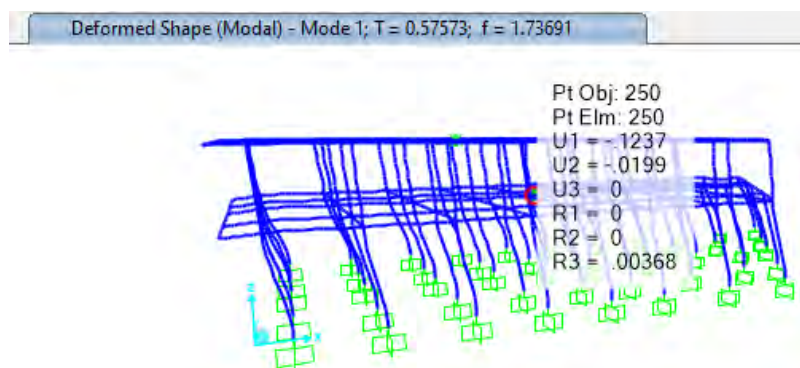 Deformed Shape (Modal) - Mode 1; T = 0.57573; f = 1.73691
Pt Obj: 250
Pt Elm: 250
U1 = -.1237
U2 = -.0199
U3 = 0
R1 = 0
R2 = 0
R3 = .00368
z
x